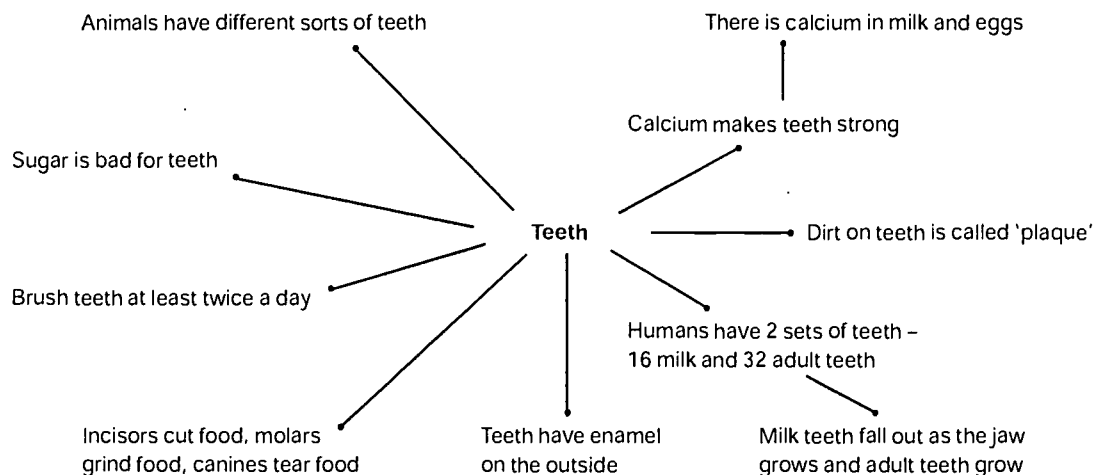 Animals have different sorts of teeth
There is calcium in milk and eggs
Calcium makes teeth strong
Sugar is bad for teeth
Teeth
Dirt on teeth is called 'plaque'
Brush teeth at least twice a day
Humans have 2 sets of teeth –
16 milk and 32 adult teeth
Incisors cut food, molars
grind food, canines tear food
Teeth have enamel
on the outside
Milk teeth fall out as the jaw
grows and adult teeth grow